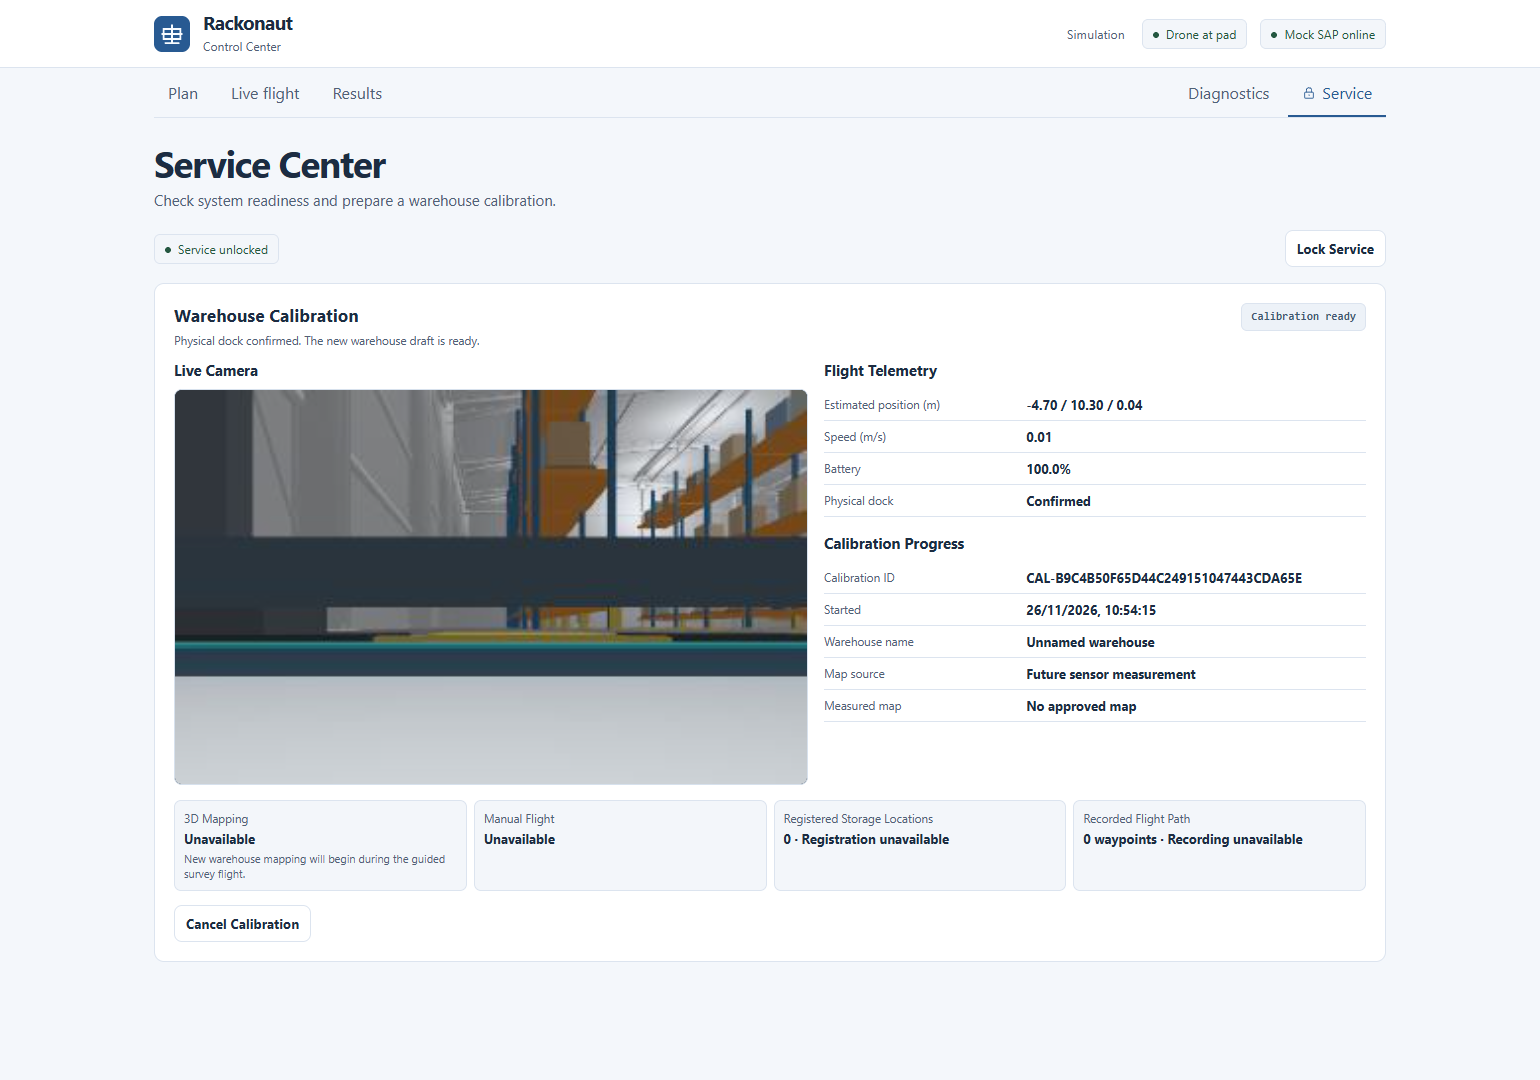 Rackonaut
Control Center
Simulation
Drone at pad
Mock SAP online
Plan
Live flight
Results
Diagnostics
Service
Service Center
Check system readiness and prepare a warehouse calibration.
Service unlocked
Lock Service
Warehouse Calibration
Calibration ready
Physical dock confirmed. The new warehouse draft is ready.
Live Camera
Flight Telemetry
Estimated position (m) -4.70 / 10.30 / 0.04
Speed (m/s) 0.01
Battery 100.0%
Physical dock Confirmed
Calibration Progress
Calibration ID CAL-B9C4B50F65D44C249151047443CDA65E
Started 26/11/2026, 10:54:15
Warehouse name Unnamed warehouse
Map source Future sensor measurement
Measured map No approved map
3D Mapping
Unavailable
New warehouse mapping will begin during the guided
survey flight.
Manual Flight
Unavailable
Registered Storage Locations
0 · Registration unavailable
Recorded Flight Path
0 waypoints · Recording unavailable
Cancel Calibration